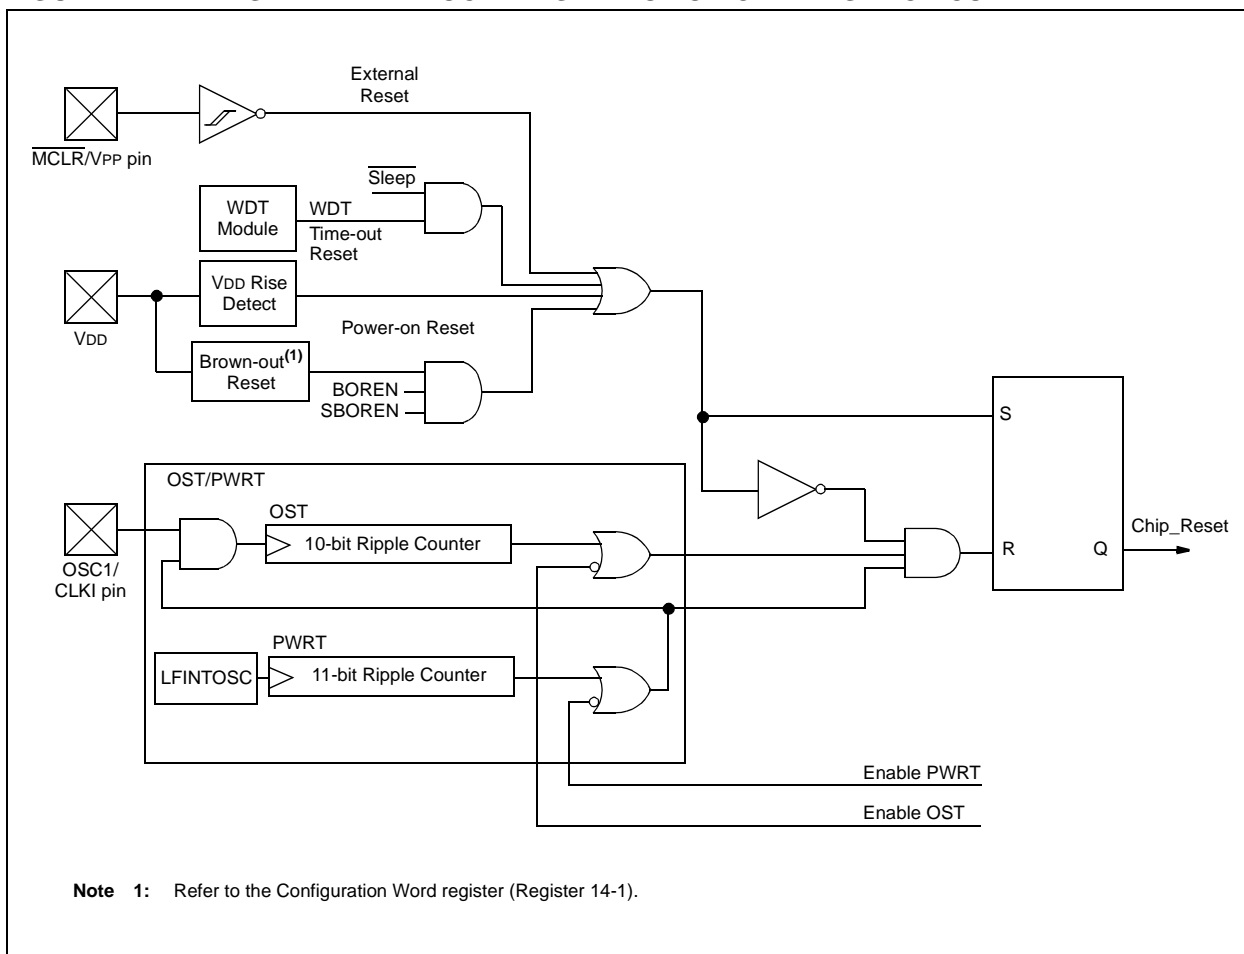 External
Reset
MCLR/VPP pin
Sleep
WDT
Module
WDT
Time-out
Reset
VDD Rise
Detect
VDD
Power-on Reset
Brown-out(1)
Reset
BOREN
SBOREN
S
OST/PWRT
OST
10-bit Ripple Counter
OSC1/
CLKI pin
Chip_Reset
R
Q
PWRT
LFINTOSC
11-bit Ripple Counter
Enable PWRT
Enable OST
Note 1: Refer to the Configuration Word register (Register 14-1).